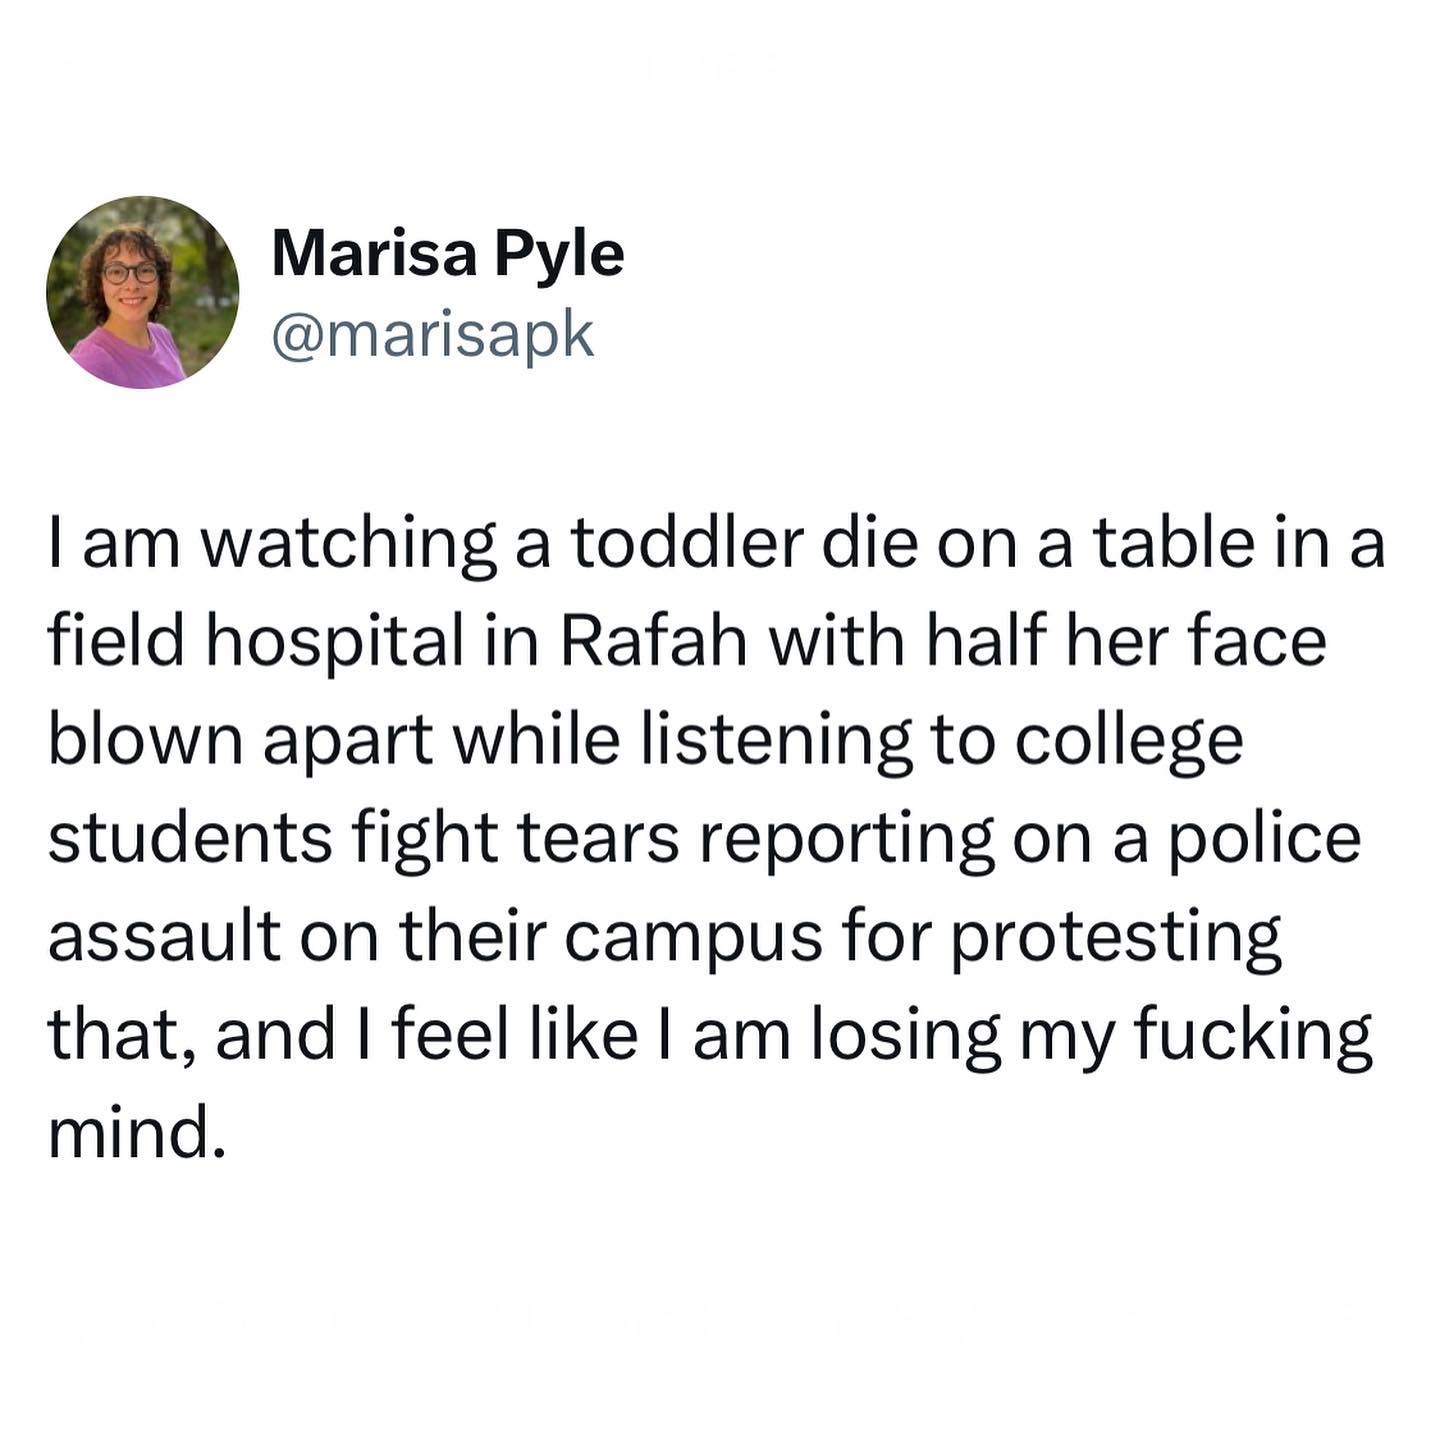 Marisa Pyle
@marisapk
I am watching a toddler die on a table in a
field hospital in Rafah with half her face
blown apart while listening to college
students fight tears reporting on a police
assault on their campus for protesting
that, and I feel like I am losing my fucking
mind.